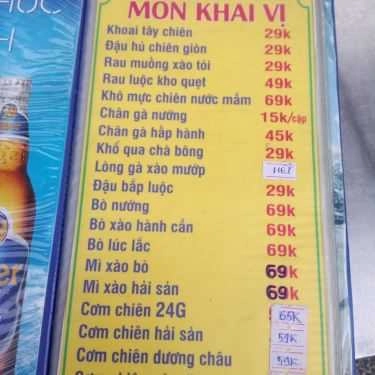 MÓN KHAI VỊ
Khoai tây chiên 29k
Đậu hủ chiên giòn 29k
Rau muống xào tỏi 29k
Rau luộc kho quẹt 49k
Khô mực chiên nước mắm 69k
Chân gà nướng 15k/cặp
Chân gà hấp hành 45k
Khổ qua chà bông 29k
Lòng gà xào mướp HẾT
Đậu bắp luộc 29k
Bò nướng 69k
Bò xào hành cần 69k
Bò lúc lắc 69k
Mì xào bò 69k
Mì xào hải sản 69k
Cơm chiên 24G 65K
Cơm chiên hải sản 59K
Cơm chiên dương châu 59K